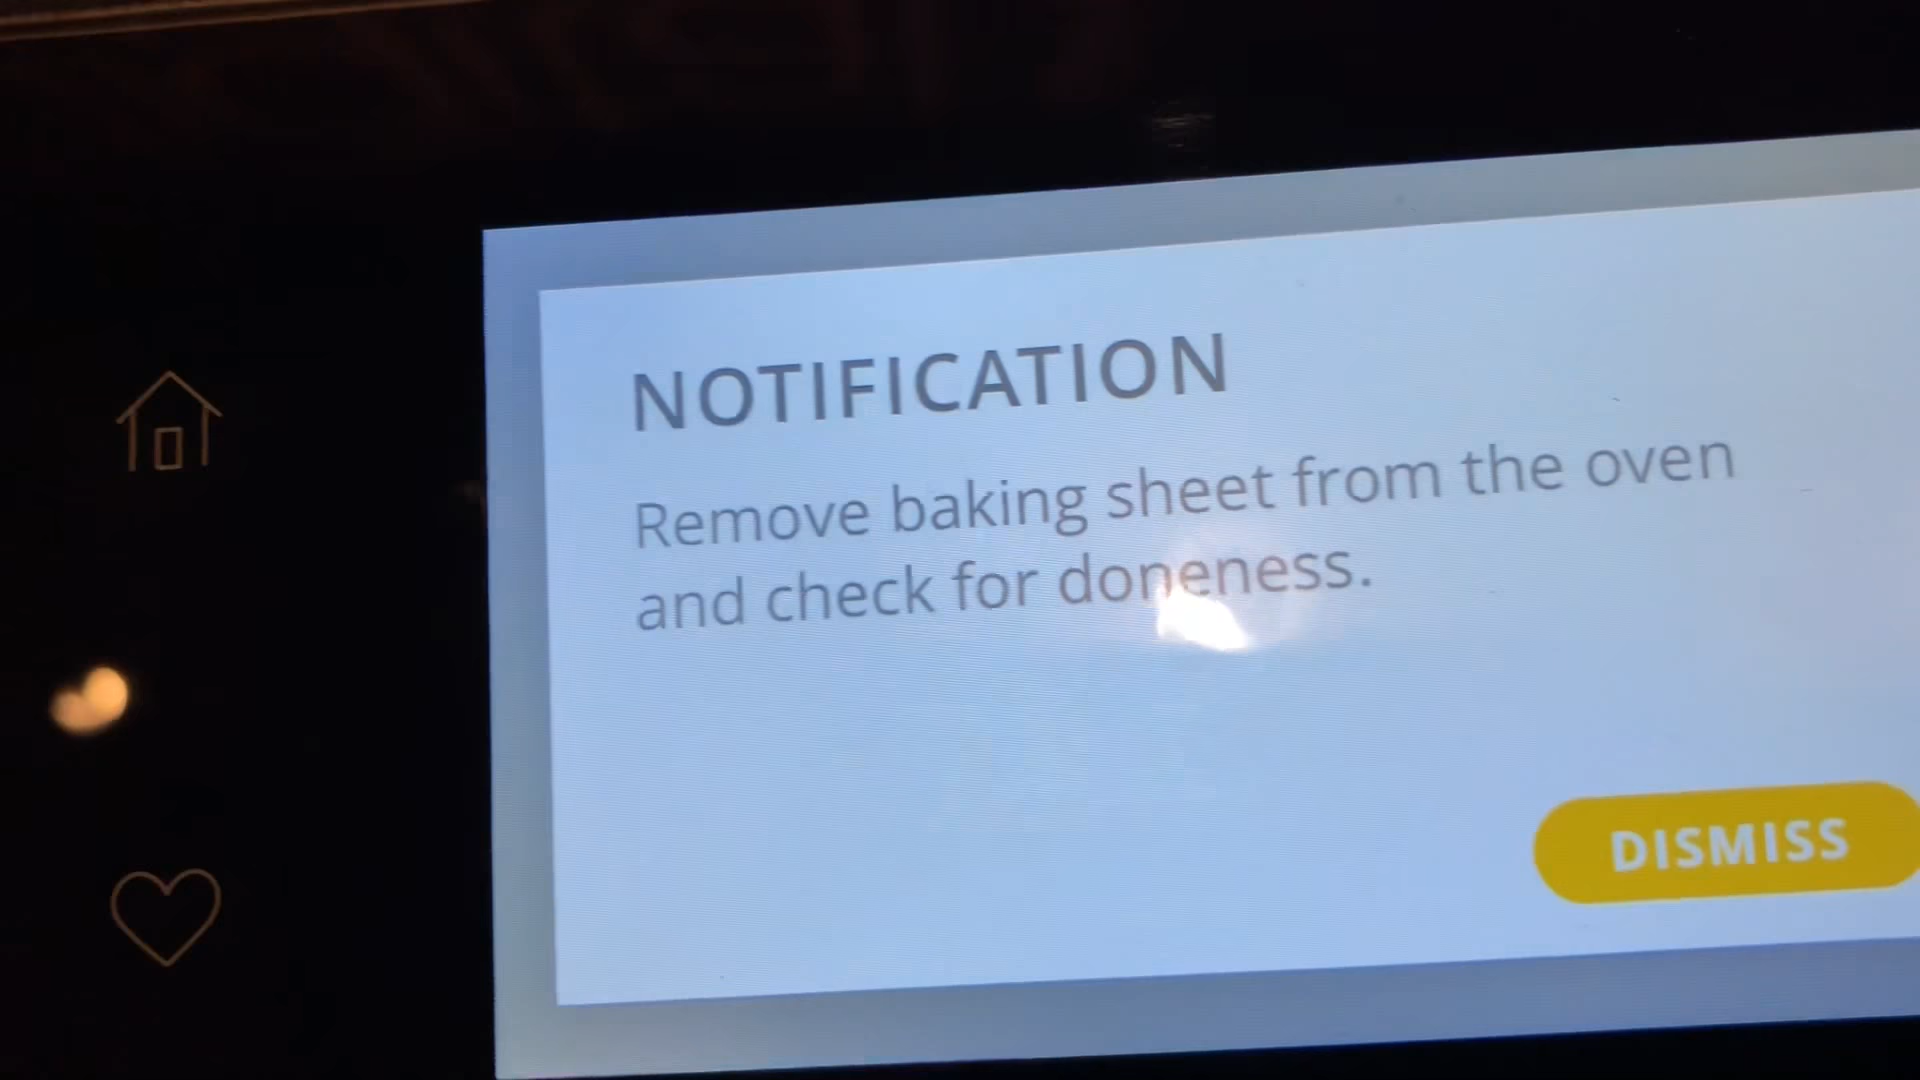 NOTIFICATION
Remove baking sheet from the oven
and check for doneness.
DISMISS